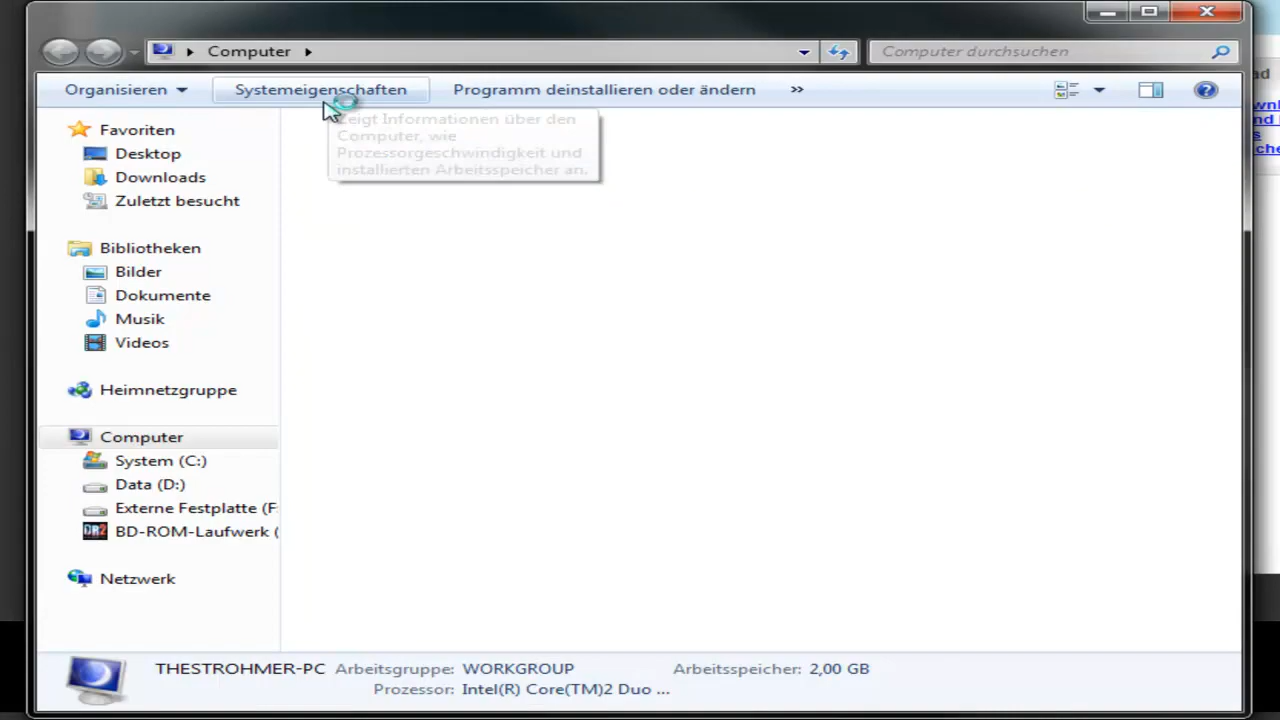 Computer
Computer durchsuchen
Organisieren
Systemeigenschaften
Programm deinstallieren oder ändern
»
Zeigt Informationen über den
Computer, wie
Prozessorgeschwindigkeit und
installierten Arbeitsspeicher an.
Favoriten
Desktop
Downloads
Zuletzt besucht
Bibliotheken
Bilder
Dokumente
Musik
Videos
Heimnetzgruppe
Computer
System (C:)
Data (D:)
Externe Festplatte (F:
BD-ROM-Laufwerk (
Netzwerk
THESTROHMER-PC Arbeitsgruppe: WORKGROUP Arbeitsspeicher: 2,00 GB
Prozessor: Intel(R) Core(TM)2 Duo ...